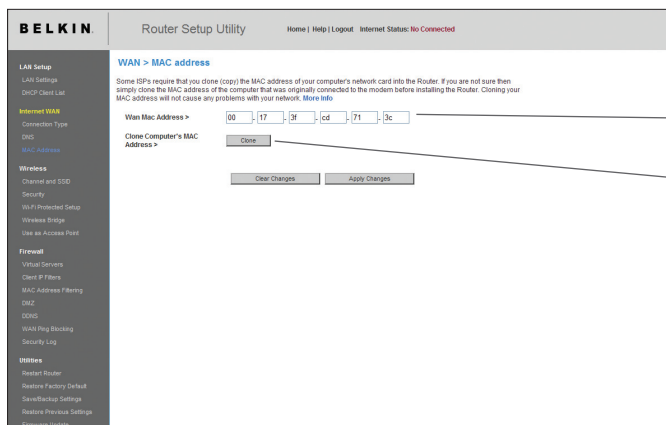 BELKIN.
Router Setup Utility
Home | Help | Logout Internet Status: No Connected
LAN Setup
LAN Settings
DHCP Client List
Internet WAN
Connection Type
DNS
MAC Address
Wireless
Channel and SSID
Security
Wi-Fi Protected Setup
Wireless Bridge
Use as Access Point
Firewall
Virtual Servers
Client IP Filters
MAC Address Filtering
DMZ
DDNS
WAN Ping Blocking
Security Log
Utilities
Restart Router
Restore Factory Default
Save/Backup Settings
Restore Previous Settings
Firmware Update
WAN > MAC address
Some ISPs require that you clone (copy) the MAC address of your computer's network card into the Router. If you are not sure then
simply clone the MAC address of the computer that was originally connected to the modem before installing the Router. Cloning your
MAC address will not cause any problems with your network. More Info
Wan Mac Address > 00 - 17 - 3f - cd - 71 - 3c
Clone Computer's MAC
Address >
Clone
Clear Changes Apply Changes